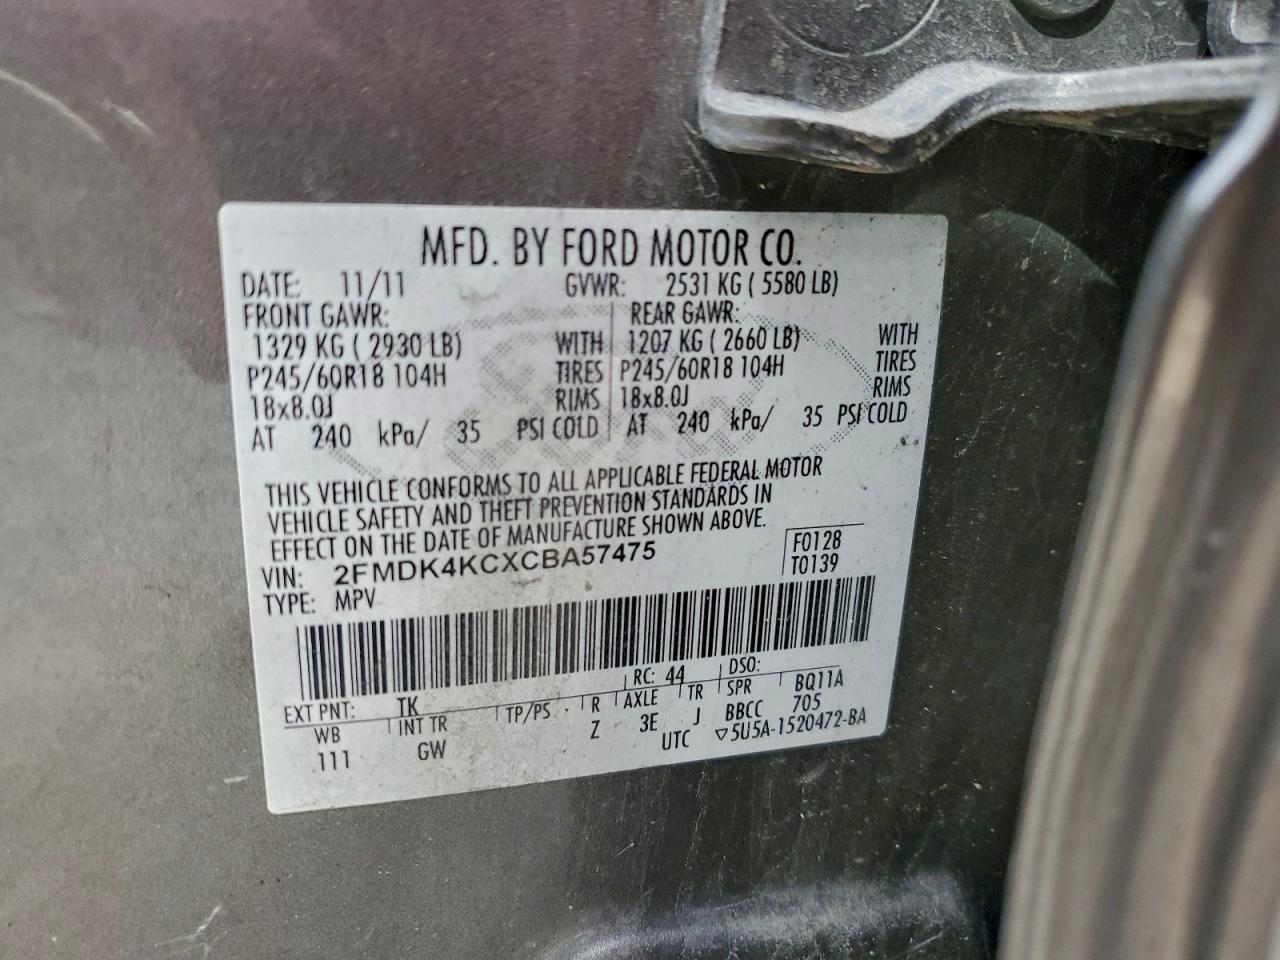 MFD. BY FORD MOTOR CO.
DATE: 11/11 GVWR: 2531 KG ( 5580 LB)
FRONT GAWR: REAR GAWR:
1329 KG ( 2930 LB) WITH 1207 KG ( 2660 LB) WITH
P245/60R18 104H TIRES P245/60R18 104H TIRES
18x8.0J RIMS 18x8.0J RIMS
AT 240 kPa/ 35 PSI COLD AT 240 kPa/ 35 PSI COLD
THIS VEHICLE CONFORMS TO ALL APPLICABLE FEDERAL MOTOR
VEHICLE SAFETY AND THEFT PREVENTION STANDARDS IN
EFFECT ON THE DATE OF MANUFACTURE SHOWN ABOVE.
VIN: 2FMDK4KCXCBA57475 F0128
TYPE: MPV T0139
EXT PNT: TK RC: 44 DSO:
WB INT TR TP/PS R AXLE TR SPR BQ11A
111 GW Z 3E J BBCC 705
UTC ▽5U5A-1520472-BA